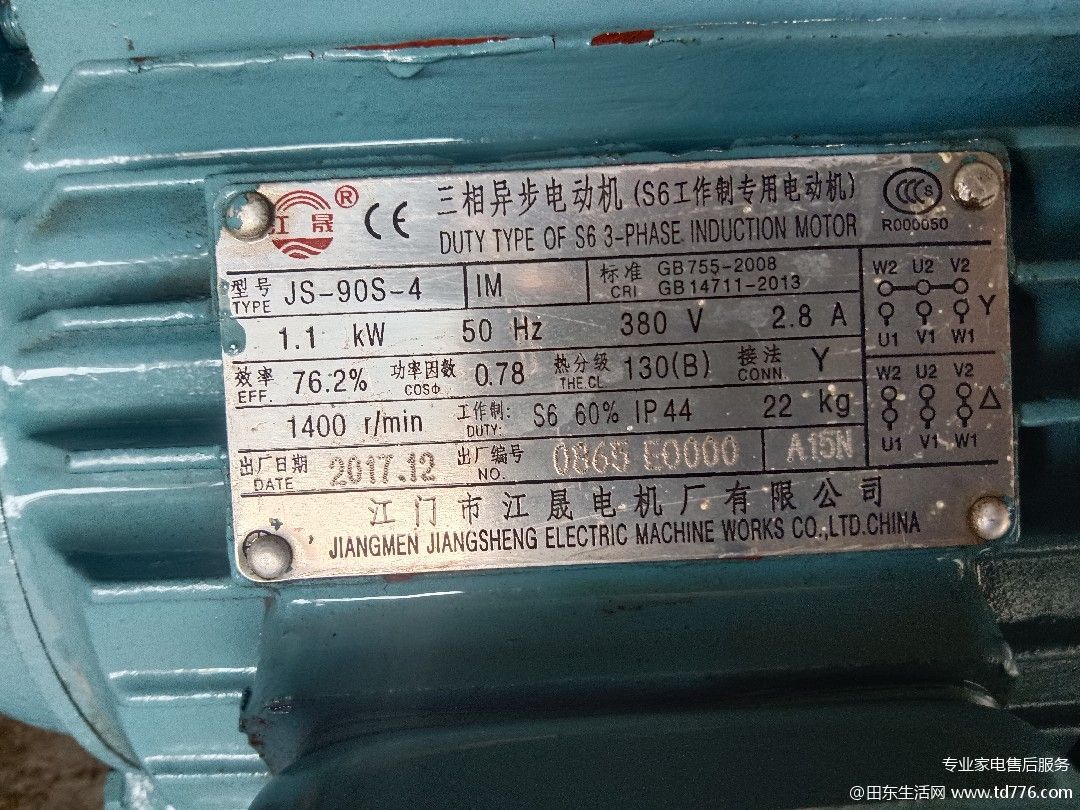 江晟 ® CE 三相异步电动机(S6工作制专用电动机) CCC S
DUTY TYPE OF S6 3-PHASE INDUCTION MOTOR R000050
型号 TYPE JS-90S-4 IM 标准 CRI GB755-2008 GB14711-2013
1.1 kW 50 Hz 380 V 2.8 A
效率 EFF. 76.2% 功率因数 COSΦ 0.78 热分级 THE.CL 130(B) 接法 CONN. Y
1400 r/min 工作制: DUTY: S6 60% IP44 22 kg
出厂日期 DATE 2017.12 出厂编号 NO. 0865 E0000 A15N
江门市江晟电机厂有限公司
JIANGMEN JIANGSHENG ELECTRIC MACHINE WORKS CO.,LTD.CHINA
W2 U2 V2
Y
U1 V1 W1
W2 U2 V2
△
U1 V1 W1
专业家电售后服务
@田东生活网 www.td776.com